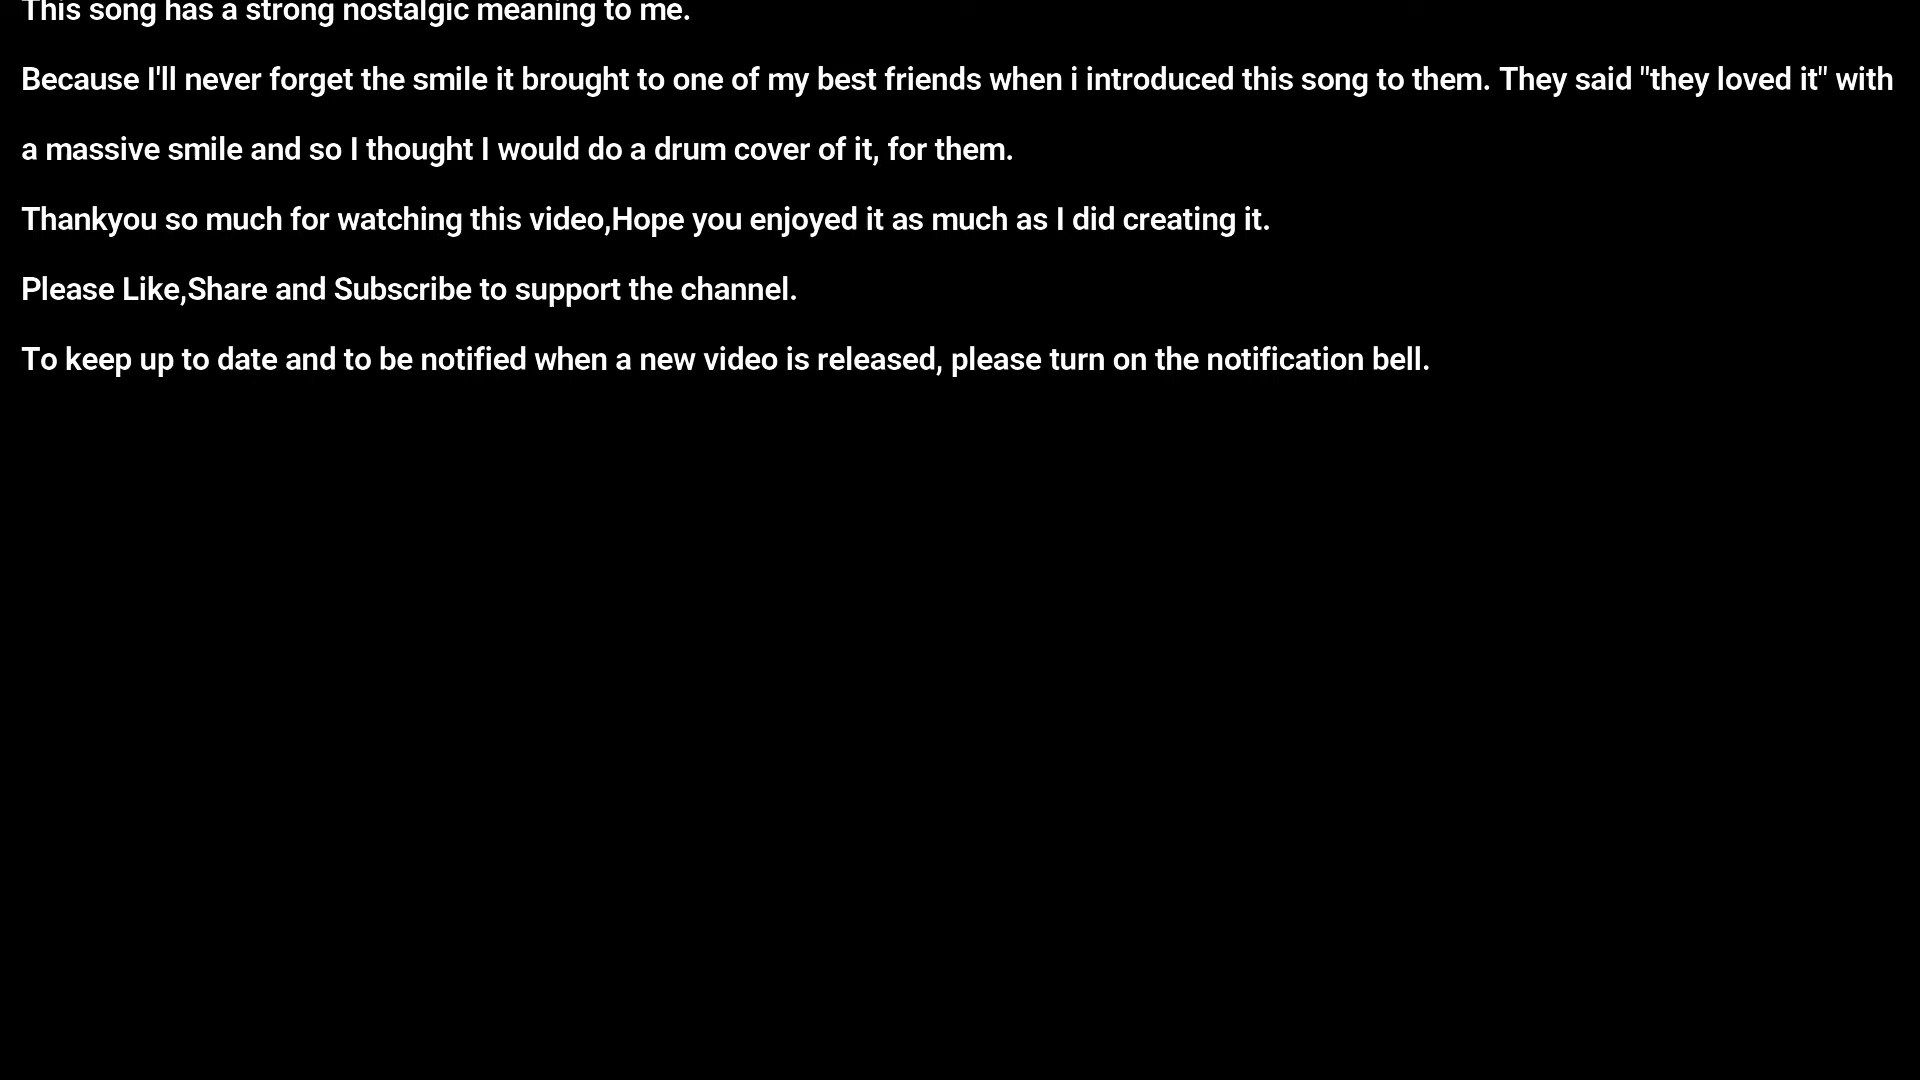 This song has a strong nostalgic meaning to me.
Because I'll never forget the smile it brought to one of my best friends when i introduced this song to them. They said "they loved it" with
a massive smile and so I thought I would do a drum cover of it, for them.
Thankyou so much for watching this video,Hope you enjoyed it as much as I did creating it.
Please Like,Share and Subscribe to support the channel.
To keep up to date and to be notified when a new video is released, please turn on the notification bell.